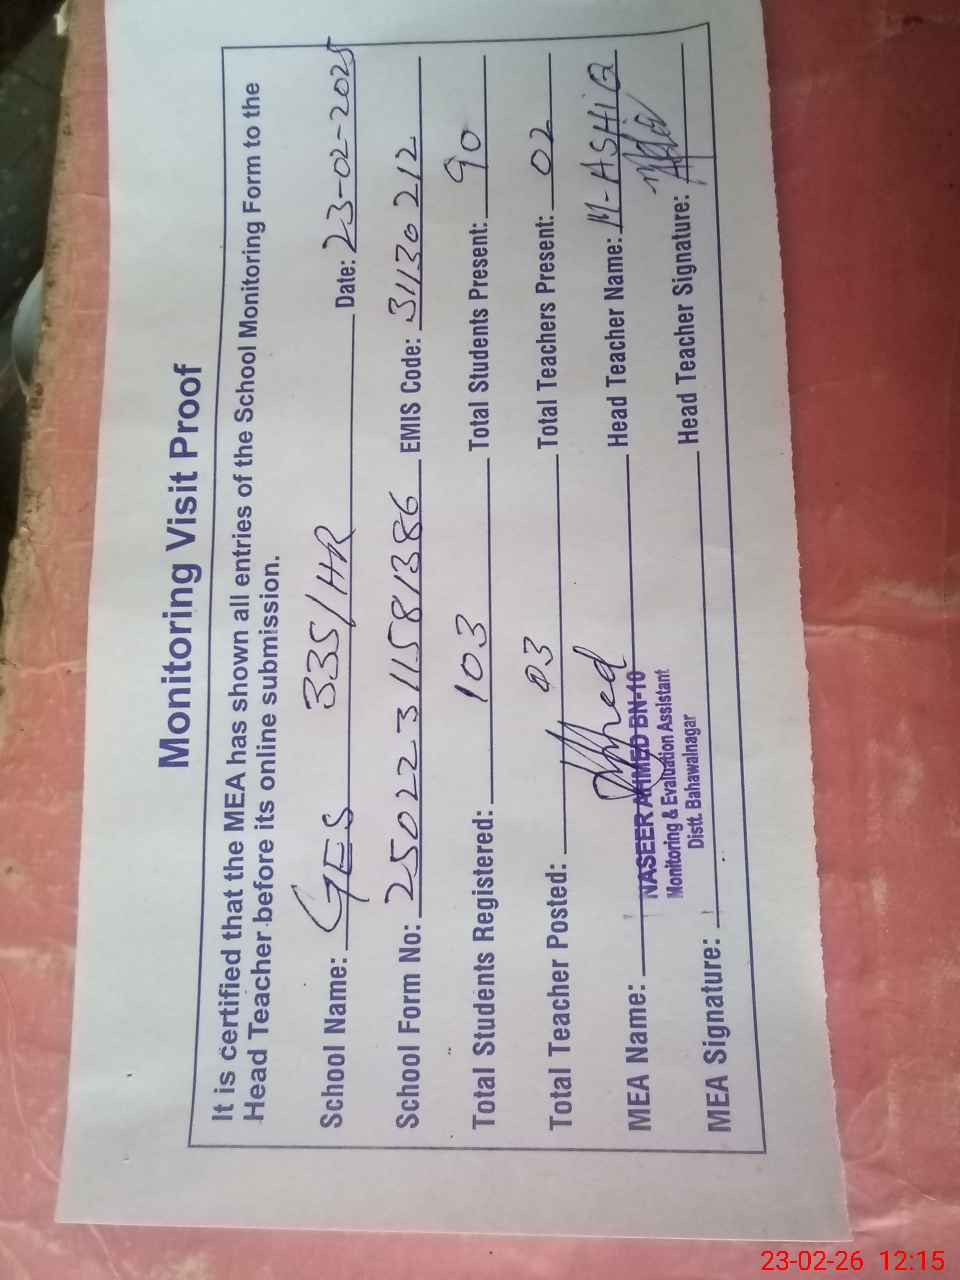 Monitoring Visit Proof
It is certified that the MEA has shown all entries of the School Monitoring Form to the
Head Teacher before its online submission.
School Name: GES 335/HR Date: 23-02-2025
School Form No: 25022311581386 EMIS Code: 31130212
Total Students Registered: 103 Total Students Present: 90
Total Teacher Posted: 03 Total Teachers Present: 02
MEA Name: Head Teacher Name: M-ASHIQ
NASEER AHMED BN-10
Monitoring & Evaluation Assistant
Distt. Bahawalnagar
MEA Signature: Head Teacher Signature:
23-02-26 12:15